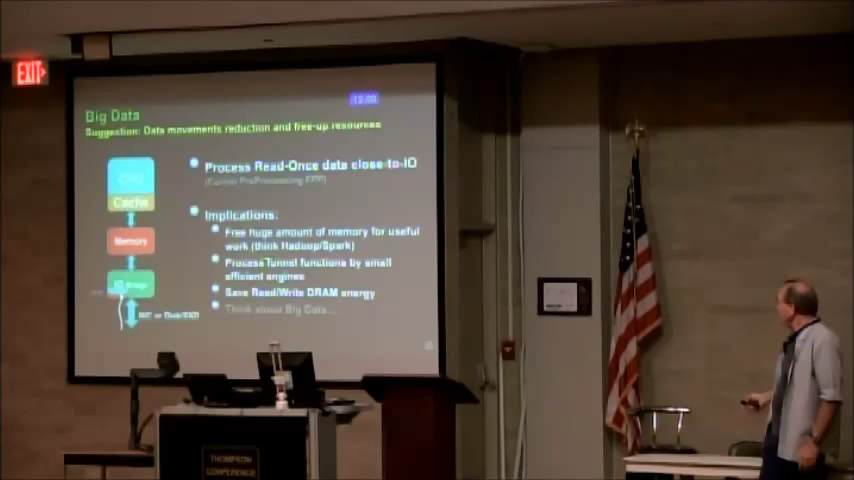 EXIT
Big Data
Suggestion: Data movements reduction and free-up resources
CPU
Cache
Memory
Process Read-Once data close to IO
Implications:
Free huge amount of memory for useful
work (think Hadoop/Spark)
Process Funnel functions by small
efficient engines
Save Read/Write DRAM energy
Think about Big Data...
THOMPSON
CONFERENCE